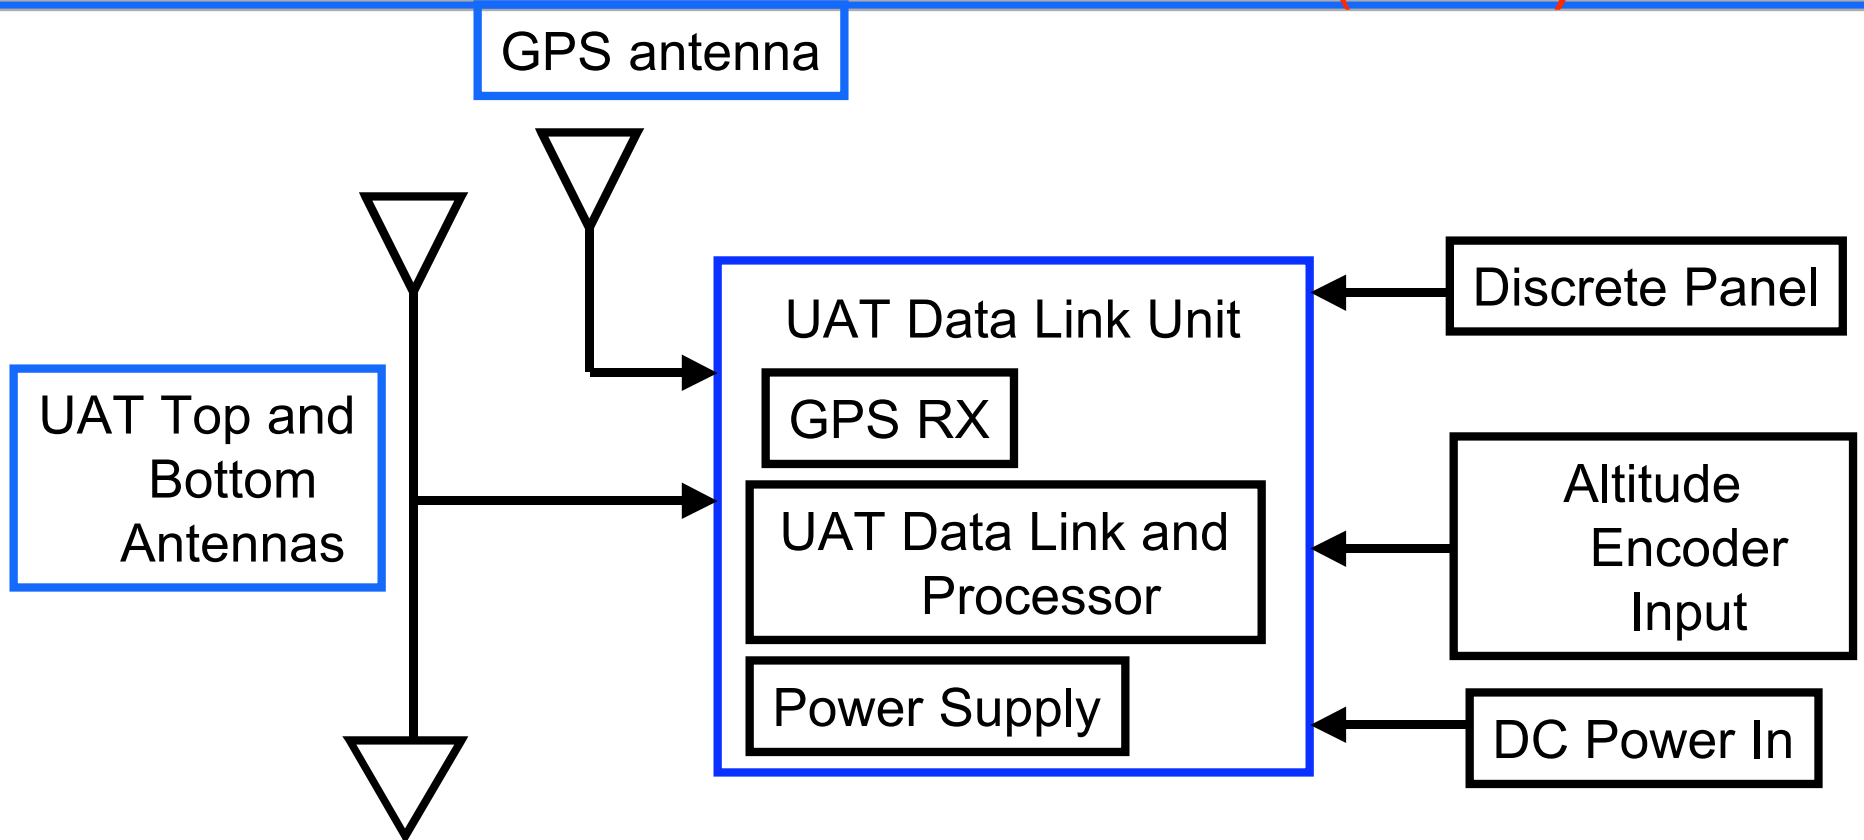 GPS antenna
UAT Top and
Bottom
Antennas
UAT Data Link Unit
GPS RX
UAT Data Link and
Processor
Power Supply
Discrete Panel
Altitude
Encoder
Input
DC Power In